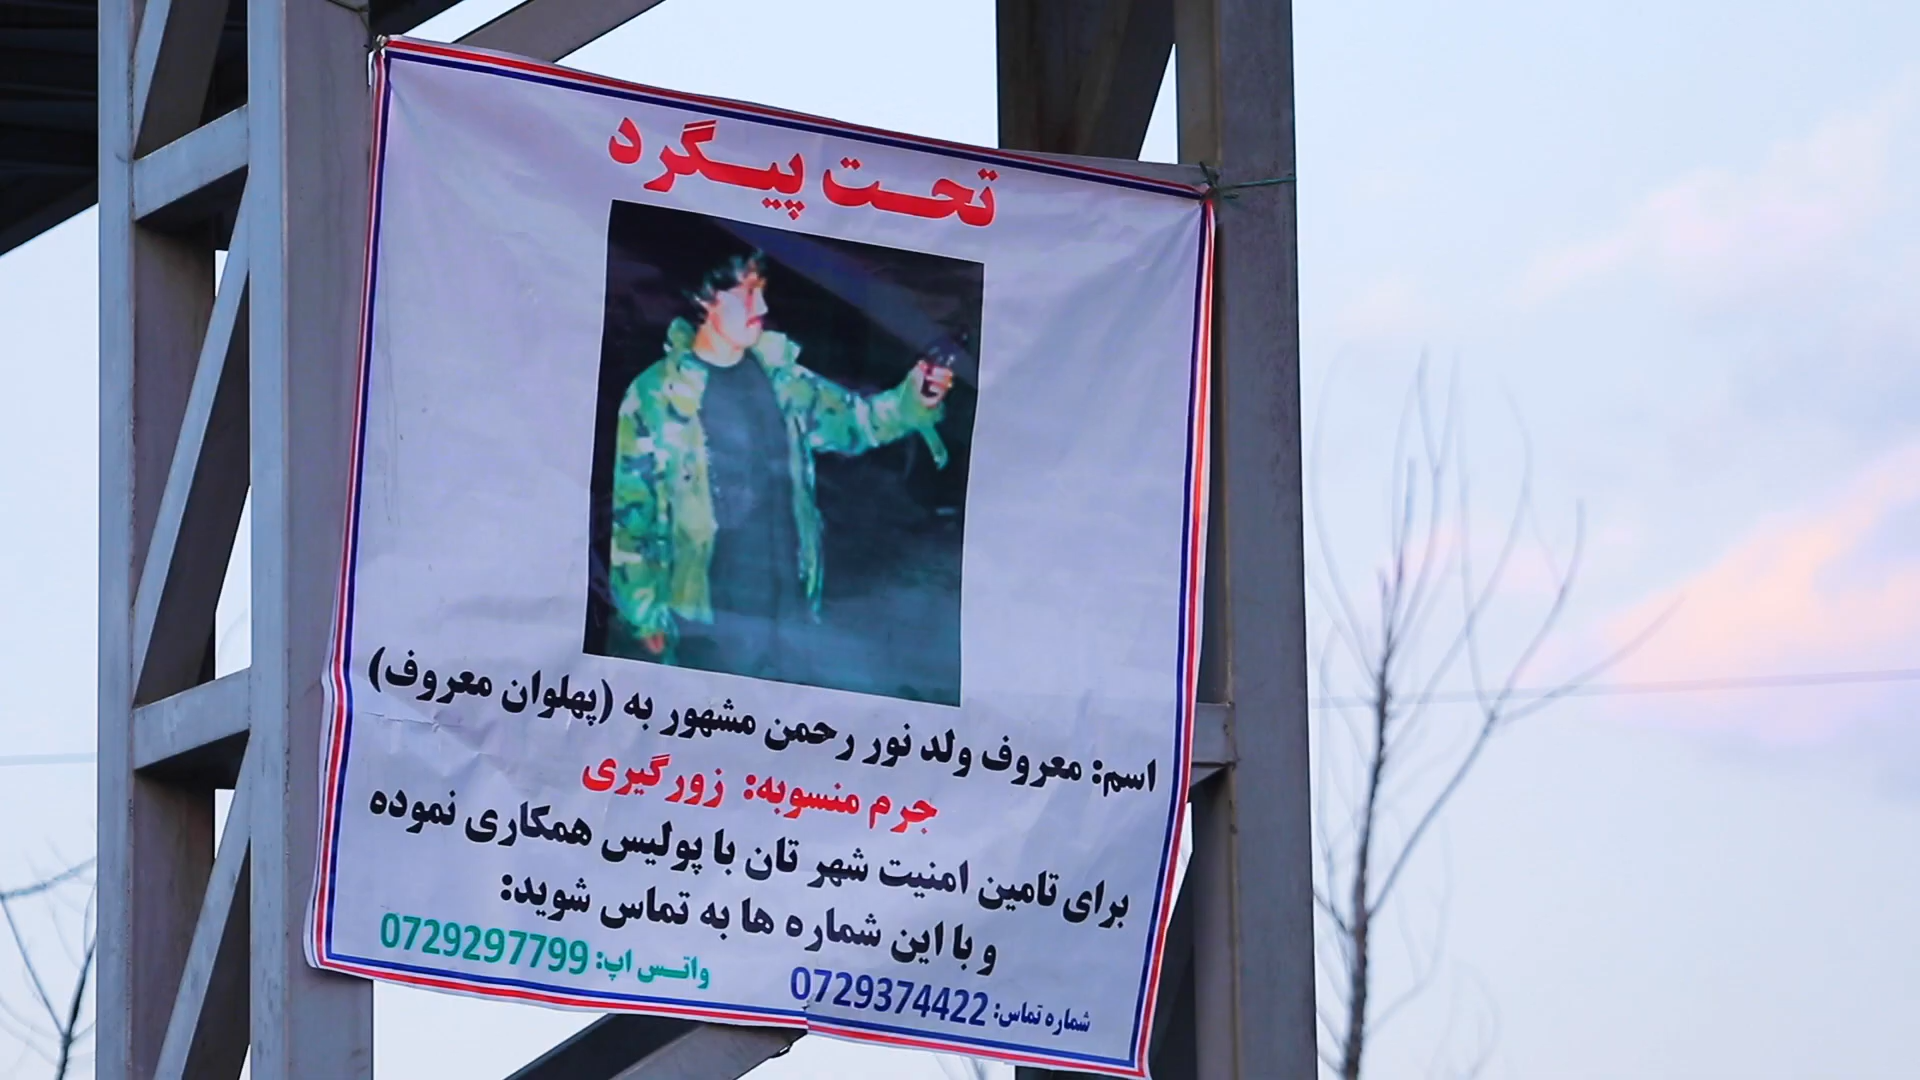 تحت پیگرد
اسم: معروف ولد نور رحمن مشهور به (پهلوان معروف)
جرم منسوبه: زورگیری
برای تامین امنیت شهر تان با پولیس همکاری نموده
و با این شماره ها به تماس شوید:
شماره تماس: 0729374422 واتس اپ: 0729297799